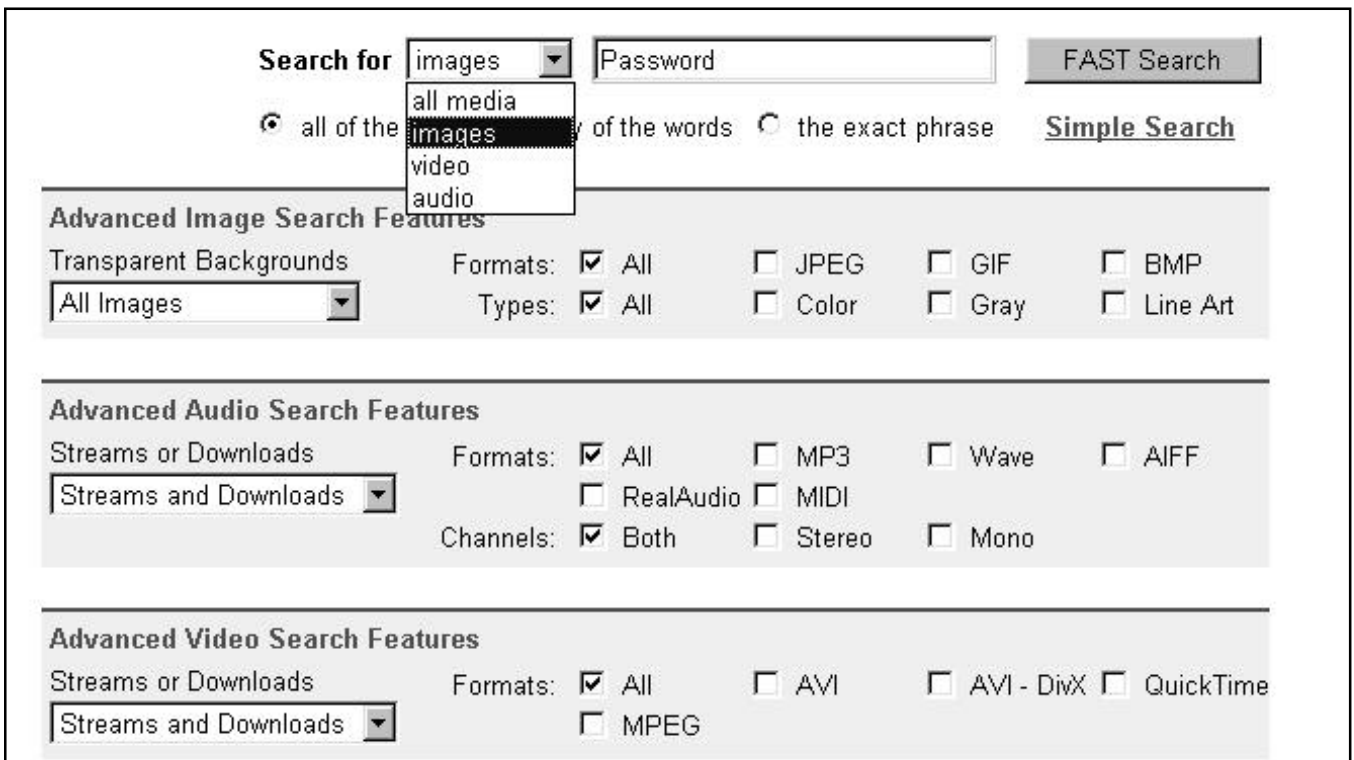 Search for images Password FAST Search
all media
all of the images y of the words the exact phrase Simple Search
video
audio
Advanced Image Search Features
Transparent Backgrounds Formats: All JPEG GIF BMP
All Images Types: All Color Gray Line Art
Advanced Audio Search Features
Streams or Downloads Formats: All MP3 Wave AIFF
Streams and Downloads RealAudio MIDI
Channels: Both Stereo Mono
Advanced Video Search Features
Streams or Downloads Formats: All AVI AVI - DivX QuickTime
Streams and Downloads MPEG